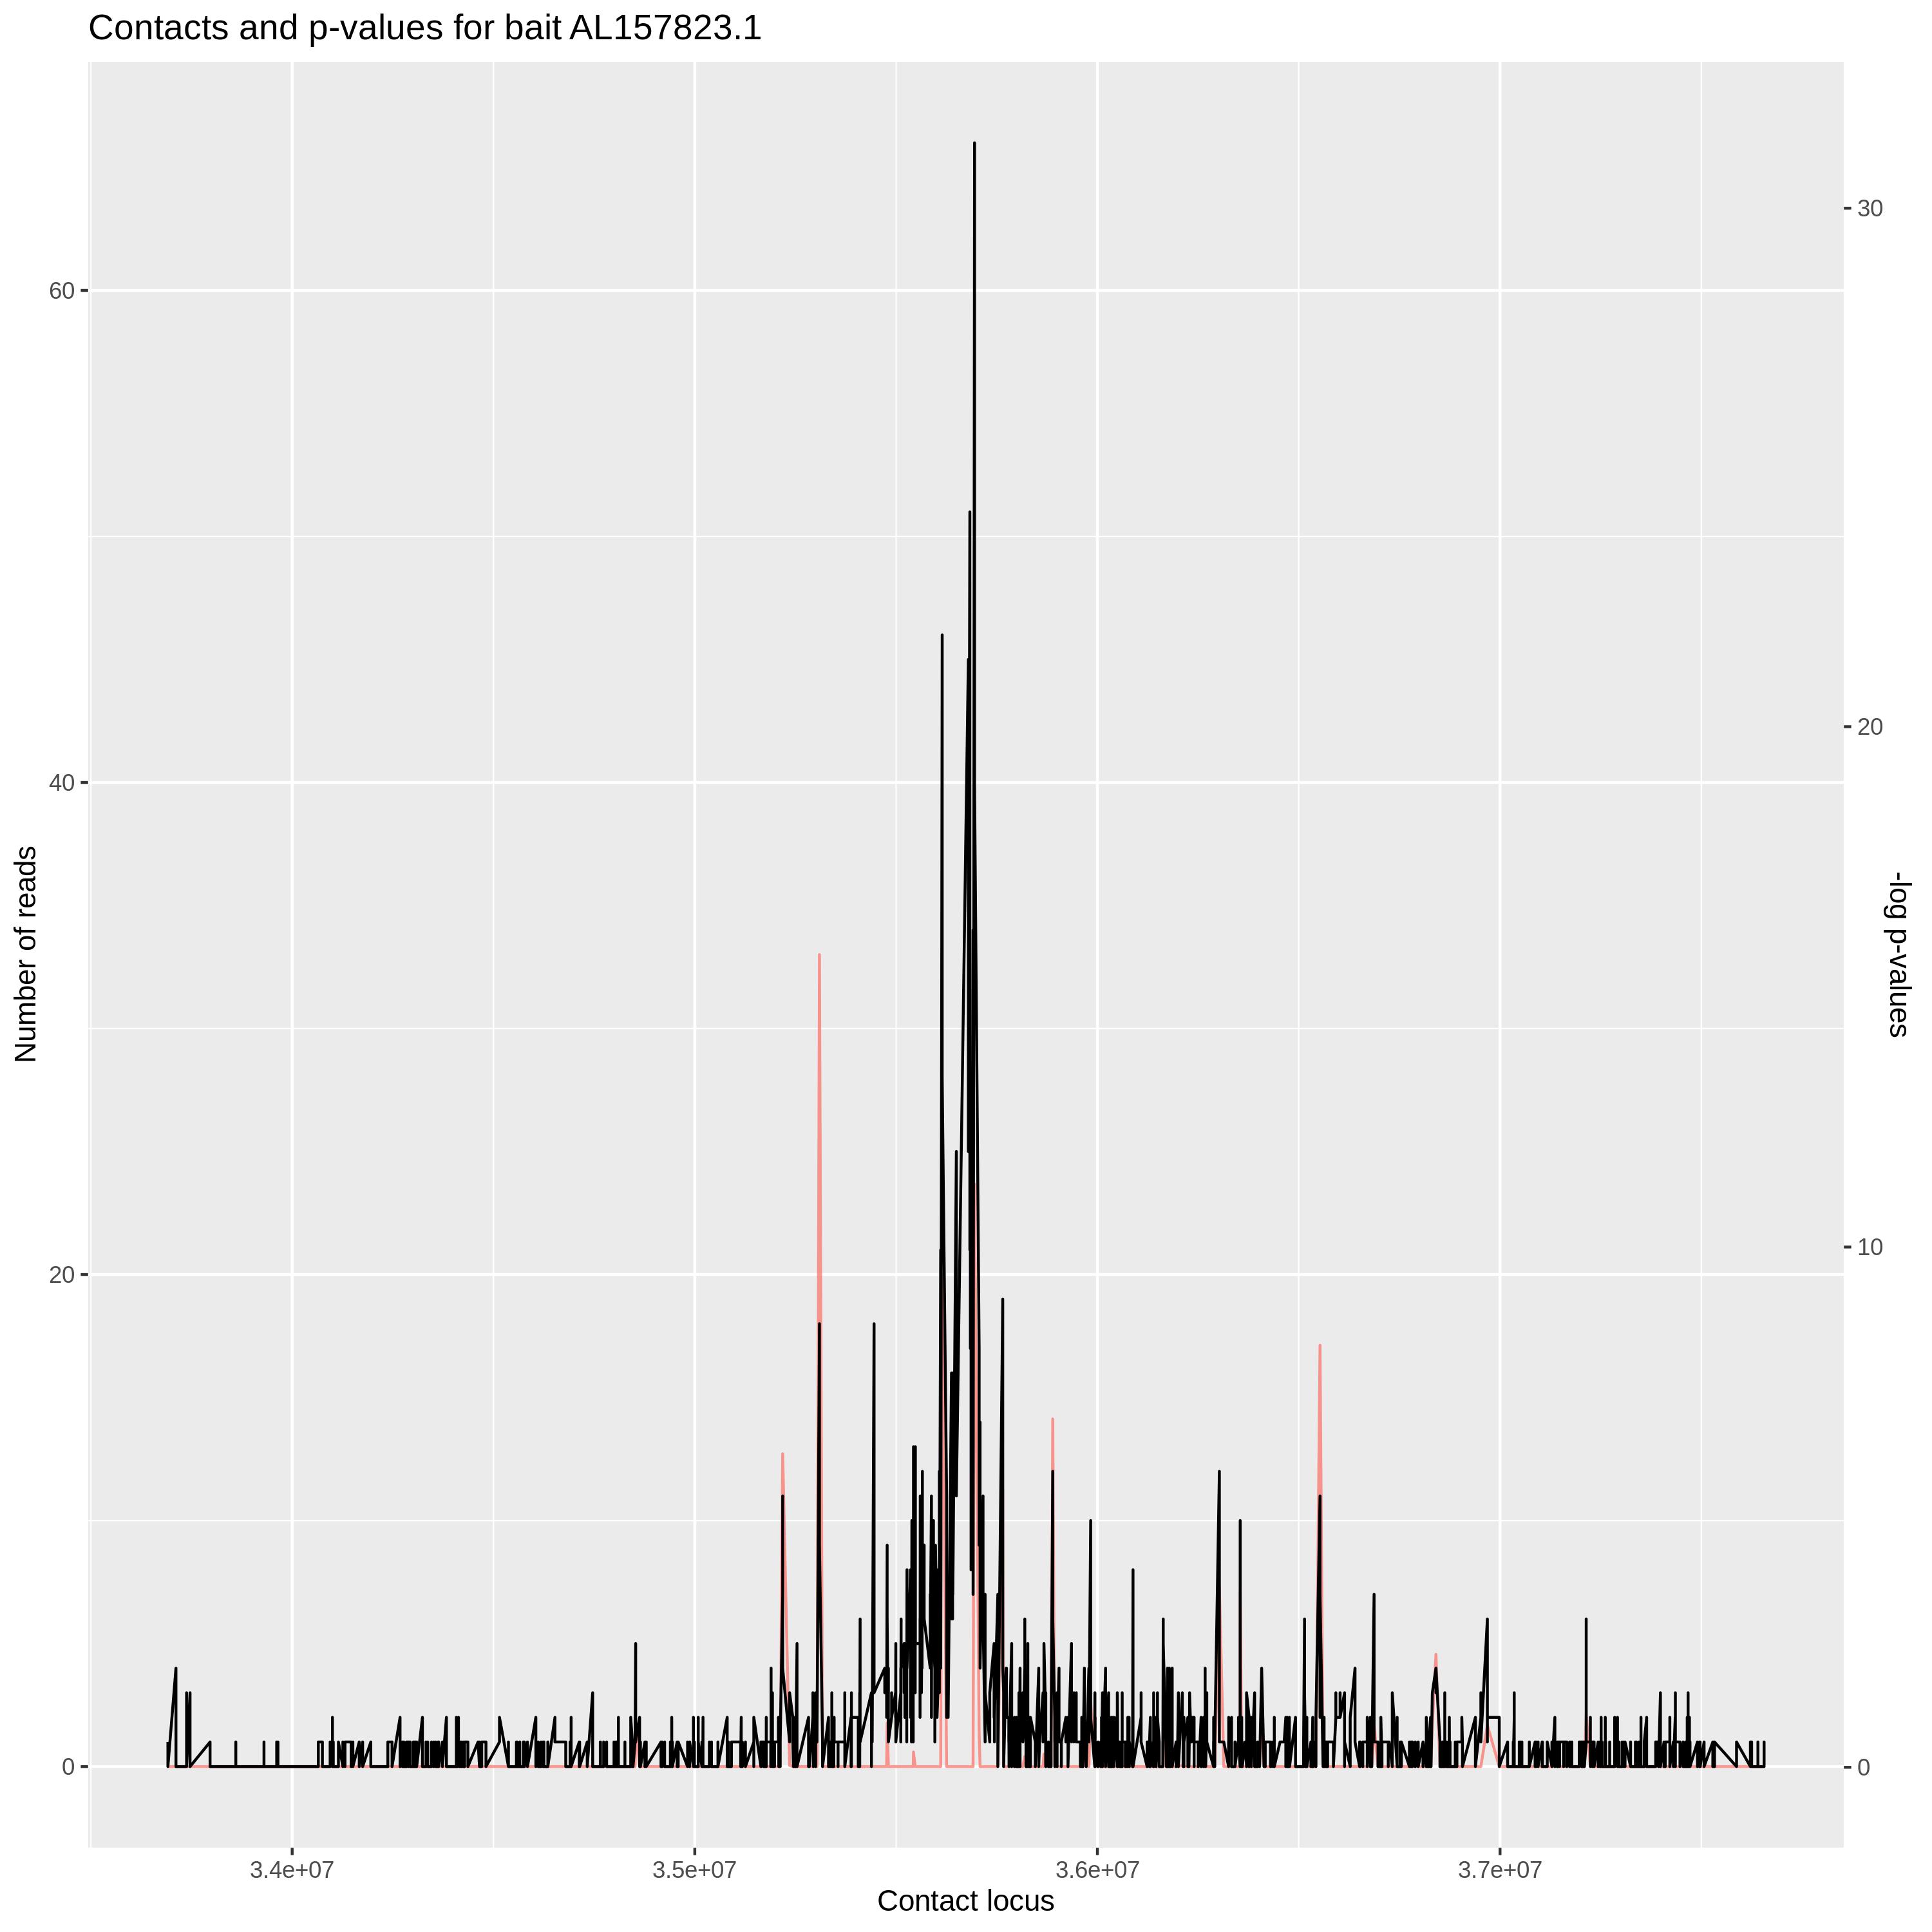 Contacts and p-values for bait AL157823.1
60
40
20
0
Number of reads
30
20
10
0
-log p-values
3.4e+07
3.5e+07
3.6e+07
3.7e+07
Contact locus